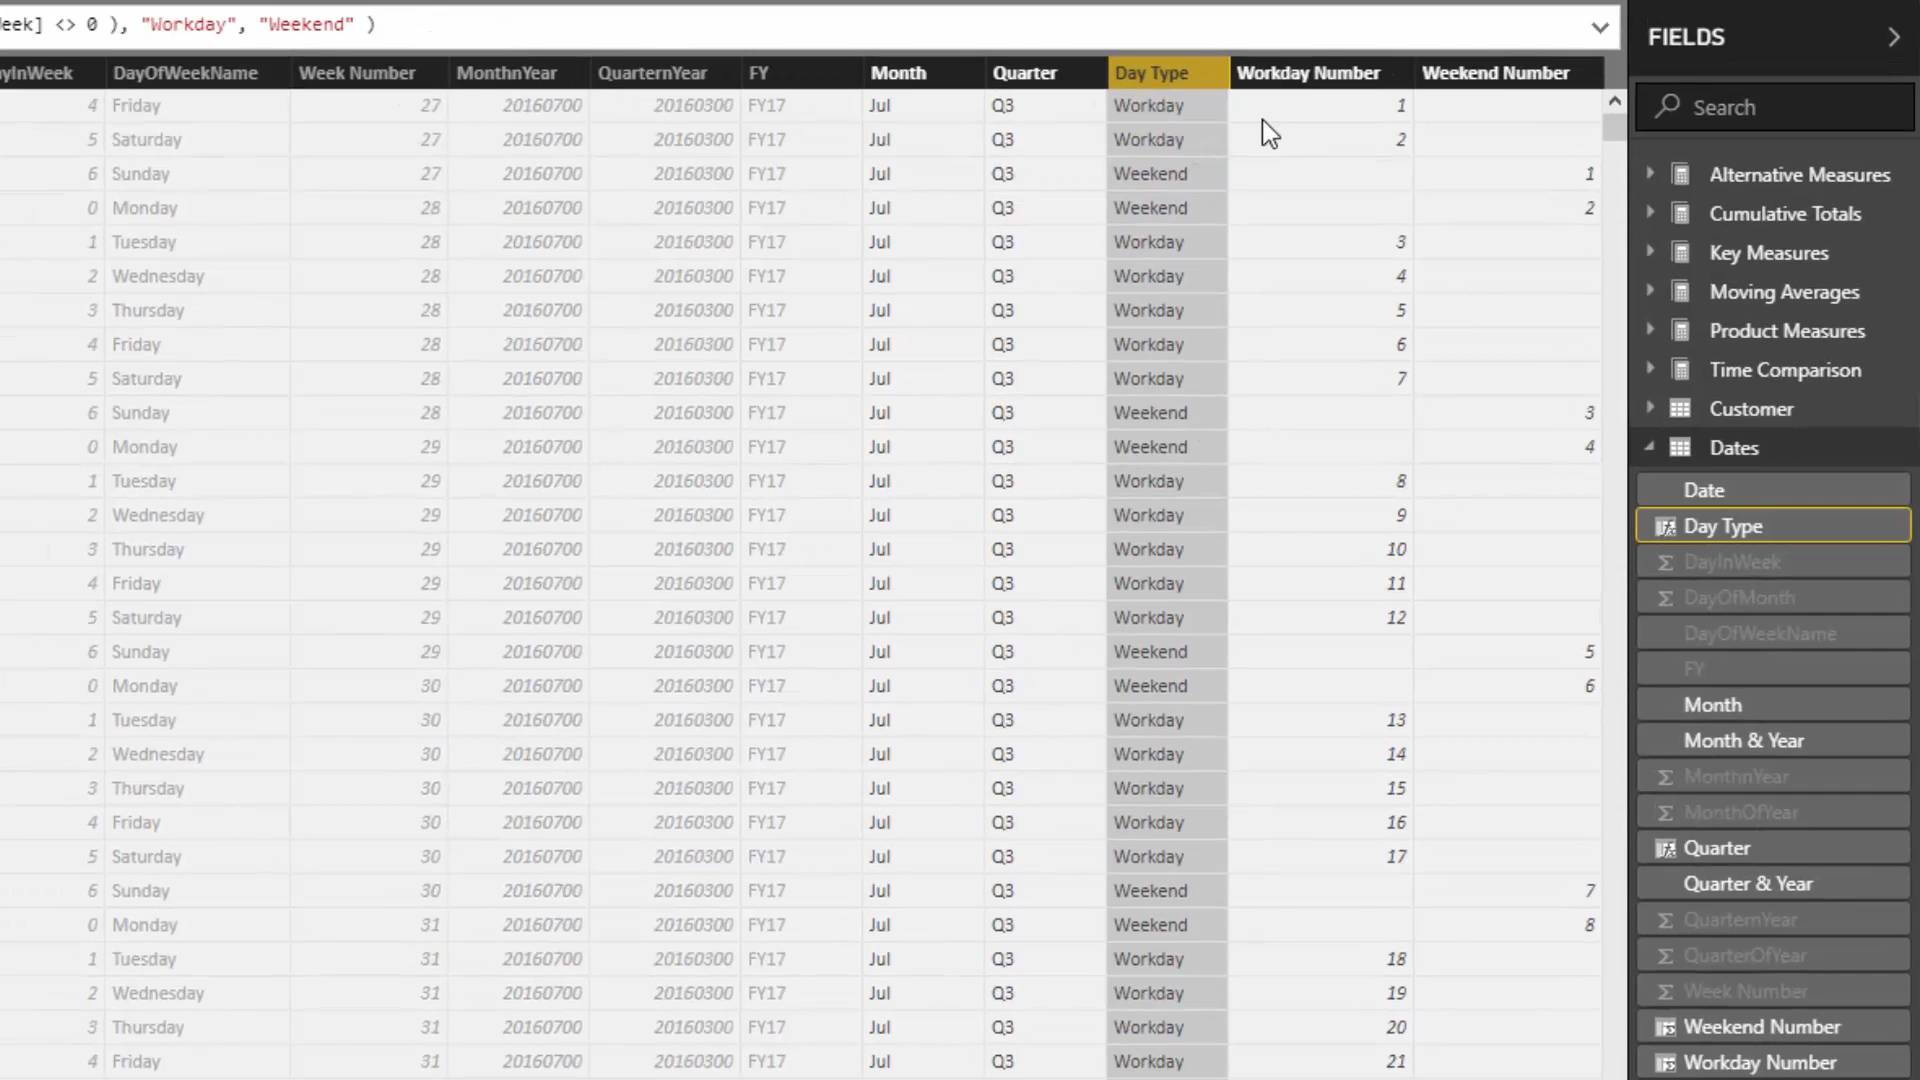 eek] <> 0 ), "Workday", "Weekend" )
yInWeek DayOfWeekName Week Number MonthnYear QuarternYear FY Month Quarter Day Type Workday Number Weekend Number
4 Friday 27 20160700 20160300 FY17 Jul Q3 Workday 1
5 Saturday 27 20160700 20160300 FY17 Jul Q3 Workday 2
6 Sunday 27 20160700 20160300 FY17 Jul Q3 Weekend 1
0 Monday 28 20160700 20160300 FY17 Jul Q3 Weekend 2
1 Tuesday 28 20160700 20160300 FY17 Jul Q3 Workday 3
2 Wednesday 28 20160700 20160300 FY17 Jul Q3 Workday 4
3 Thursday 28 20160700 20160300 FY17 Jul Q3 Workday 5
4 Friday 28 20160700 20160300 FY17 Jul Q3 Workday 6
5 Saturday 28 20160700 20160300 FY17 Jul Q3 Workday 7
6 Sunday 28 20160700 20160300 FY17 Jul Q3 Weekend 3
0 Monday 29 20160700 20160300 FY17 Jul Q3 Weekend 4
1 Tuesday 29 20160700 20160300 FY17 Jul Q3 Workday 8
2 Wednesday 29 20160700 20160300 FY17 Jul Q3 Workday 9
3 Thursday 29 20160700 20160300 FY17 Jul Q3 Workday 10
4 Friday 29 20160700 20160300 FY17 Jul Q3 Workday 11
5 Saturday 29 20160700 20160300 FY17 Jul Q3 Workday 12
6 Sunday 29 20160700 20160300 FY17 Jul Q3 Weekend 5
0 Monday 30 20160700 20160300 FY17 Jul Q3 Weekend 6
1 Tuesday 30 20160700 20160300 FY17 Jul Q3 Workday 13
2 Wednesday 30 20160700 20160300 FY17 Jul Q3 Workday 14
3 Thursday 30 20160700 20160300 FY17 Jul Q3 Workday 15
4 Friday 30 20160700 20160300 FY17 Jul Q3 Workday 16
5 Saturday 30 20160700 20160300 FY17 Jul Q3 Workday 17
6 Sunday 30 20160700 20160300 FY17 Jul Q3 Weekend 7
0 Monday 31 20160700 20160300 FY17 Jul Q3 Weekend 8
1 Tuesday 31 20160700 20160300 FY17 Jul Q3 Workday 18
2 Wednesday 31 20160700 20160300 FY17 Jul Q3 Workday 19
3 Thursday 31 20160700 20160300 FY17 Jul Q3 Workday 20
4 Friday 31 20160700 20160300 FY17 Jul Q3 Workday 21
FIELDS
Search
Alternative Measures
Cumulative Totals
Key Measures
Moving Averages
Product Measures
Time Comparison
Customer
Dates
Date
Day Type
DayInWeek
DayOfMonth
DayOfWeekName
FY
Month
Month & Year
MonthnYear
MonthOfYear
Quarter
Quarter & Year
QuarternYear
QuarterOfYear
Week Number
Weekend Number
Workday Number